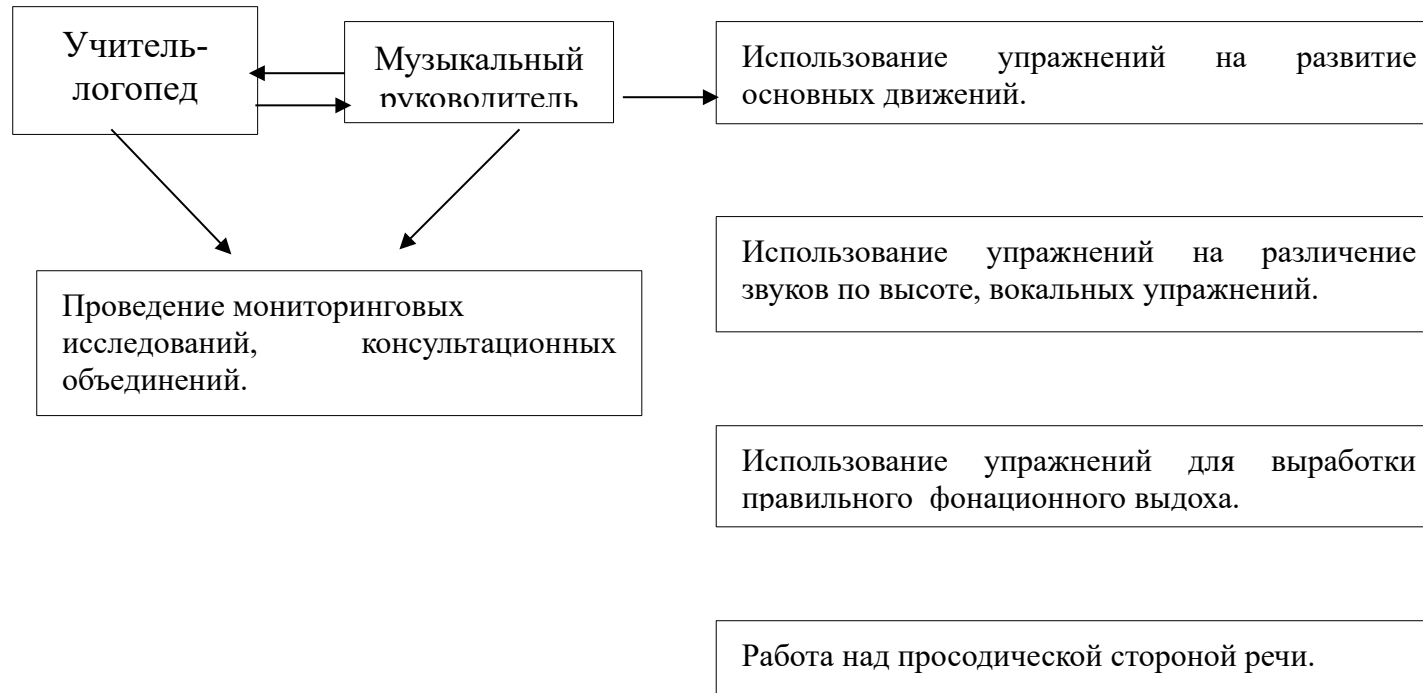 Учитель-
логопед
Музыкальный
руководитель
Использование упражнений на развитие
основных движений.
Использование упражнений на различение
звуков по высоте, вокальных упражнений.
Проведение мониторинговых
исследований, консультационных
объединений.
Использование упражнений для выработки
правильного фонационного выдоха.
Работа над просодической стороной речи.